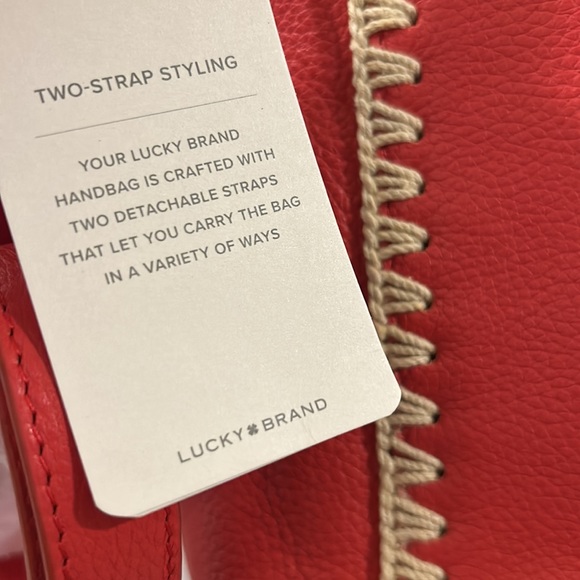 TWO-STRAP STYLING
YOUR LUCKY BRAND
HANDBAG IS CRAFTED WITH
TWO DETACHABLE STRAPS
THAT LET YOU CARRY THE BAG
IN A VARIETY OF WAYS
LUCKY BRAND